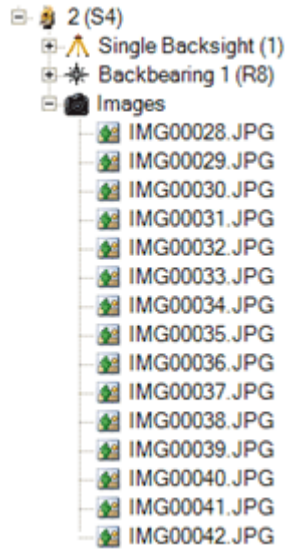 2 (S4)
Single Backsight (1)
Backbearing 1 (R8)
Images
IMG00028.JPG
IMG00029.JPG
IMG00030.JPG
IMG00031.JPG
IMG00032.JPG
IMG00033.JPG
IMG00034.JPG
IMG00035.JPG
IMG00036.JPG
IMG00037.JPG
IMG00038.JPG
IMG00039.JPG
IMG00040.JPG
IMG00041.JPG
IMG00042.JPG